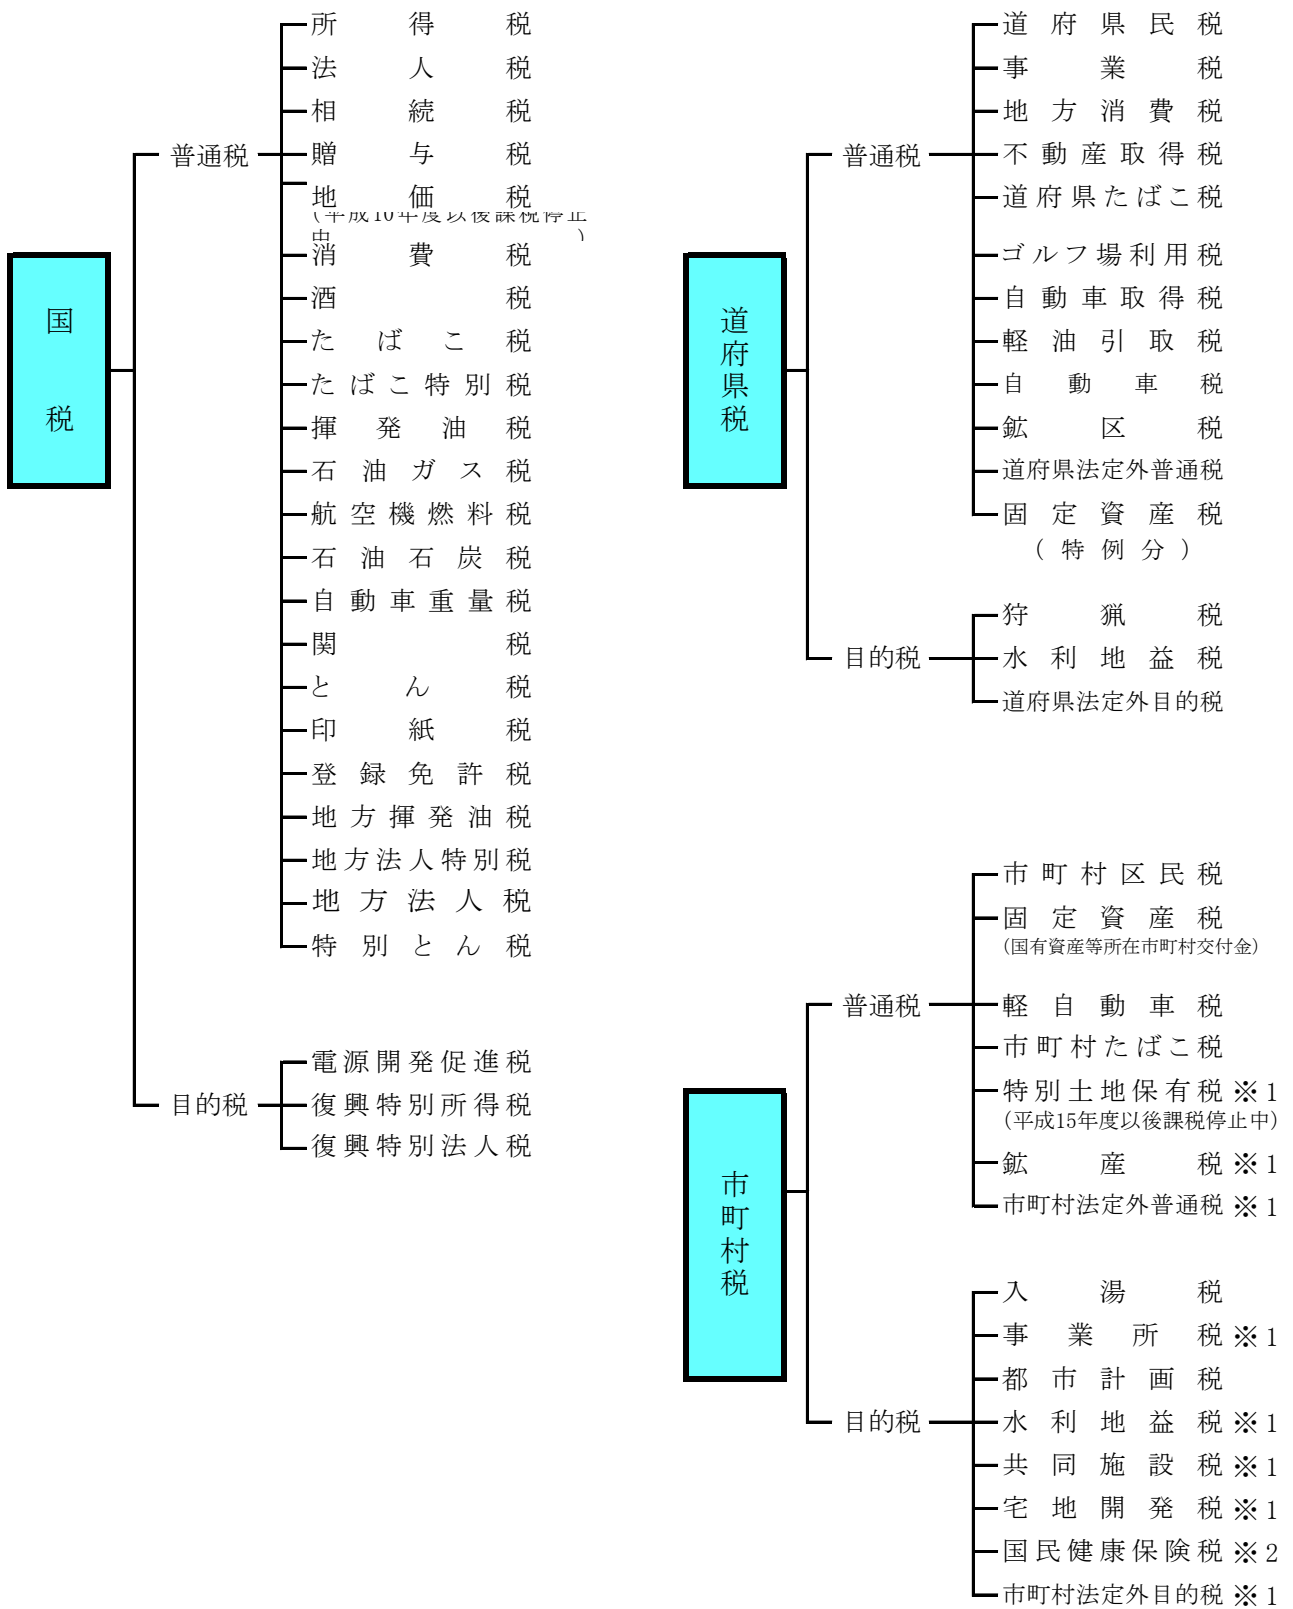 国税
普通税
所得税
法人税
相続税
贈与税
地価税
(平成10年度以後課税停止
中)
消費税
酒税
たばこ税
たばこ特別税
揮発油税
石油ガス税
航空機燃料税
石油石炭税
自動車重量税
関税
とん税
印紙税
登録免許税
地方揮発油税
地方法人特別税
地方法人税
特別とん税
目的税
電源開発促進税
復興特別所得税
復興特別法人税
道府県税
普通税
道府県民税
事業税
地方消費税
不動産取得税
道府県たばこ税
ゴルフ場利用税
自動車取得税
軽油引取税
自動車税
鉱区税
道府県法定外普通税
固定資産税
(特例分)
目的税
狩猟税
水利地益税
道府県法定外目的税
市町村税
普通税
市町村区民税
固定資産税
(国有資産等所在市町村交付金)
軽自動車税
市町村たばこ税
特別土地保有税※1
(平成15年度以後課税停止中)
鉱産税※1
市町村法定外普通税※1
目的税
入湯税
事業所税※1
都市計画税
水利地益税※1
共同施設税※1
宅地開発税※1
国民健康保険税※2
市町村法定外目的税※1